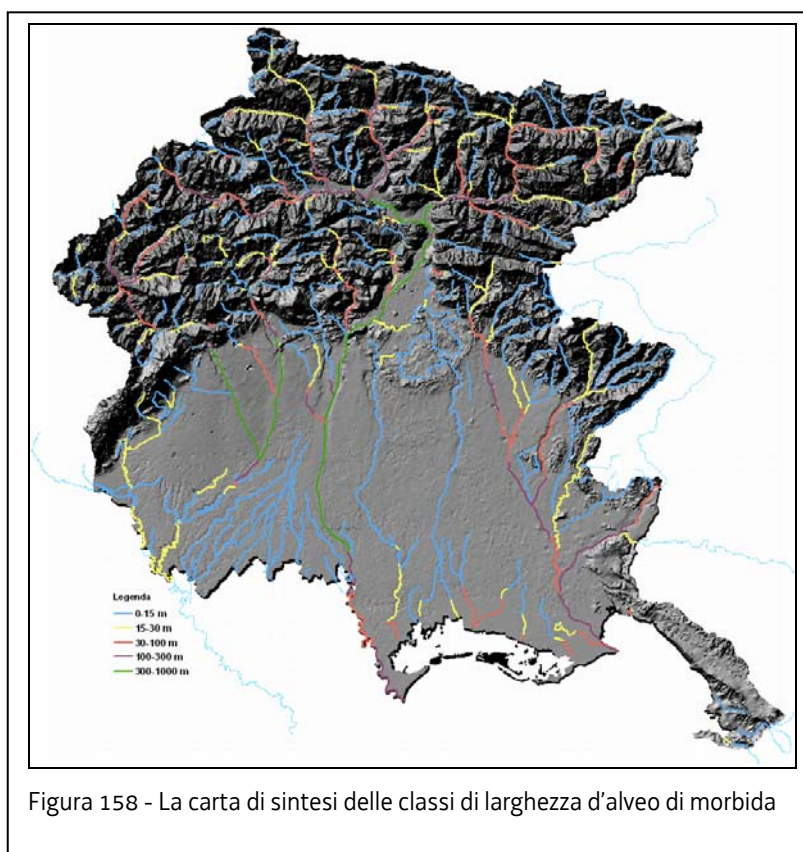 Legenda
0-15 m
15-30 m
30-100 m
100-300 m
300-1000 m
Figura 158 - La carta di sintesi delle classi di larghezza d'alveo di morbida